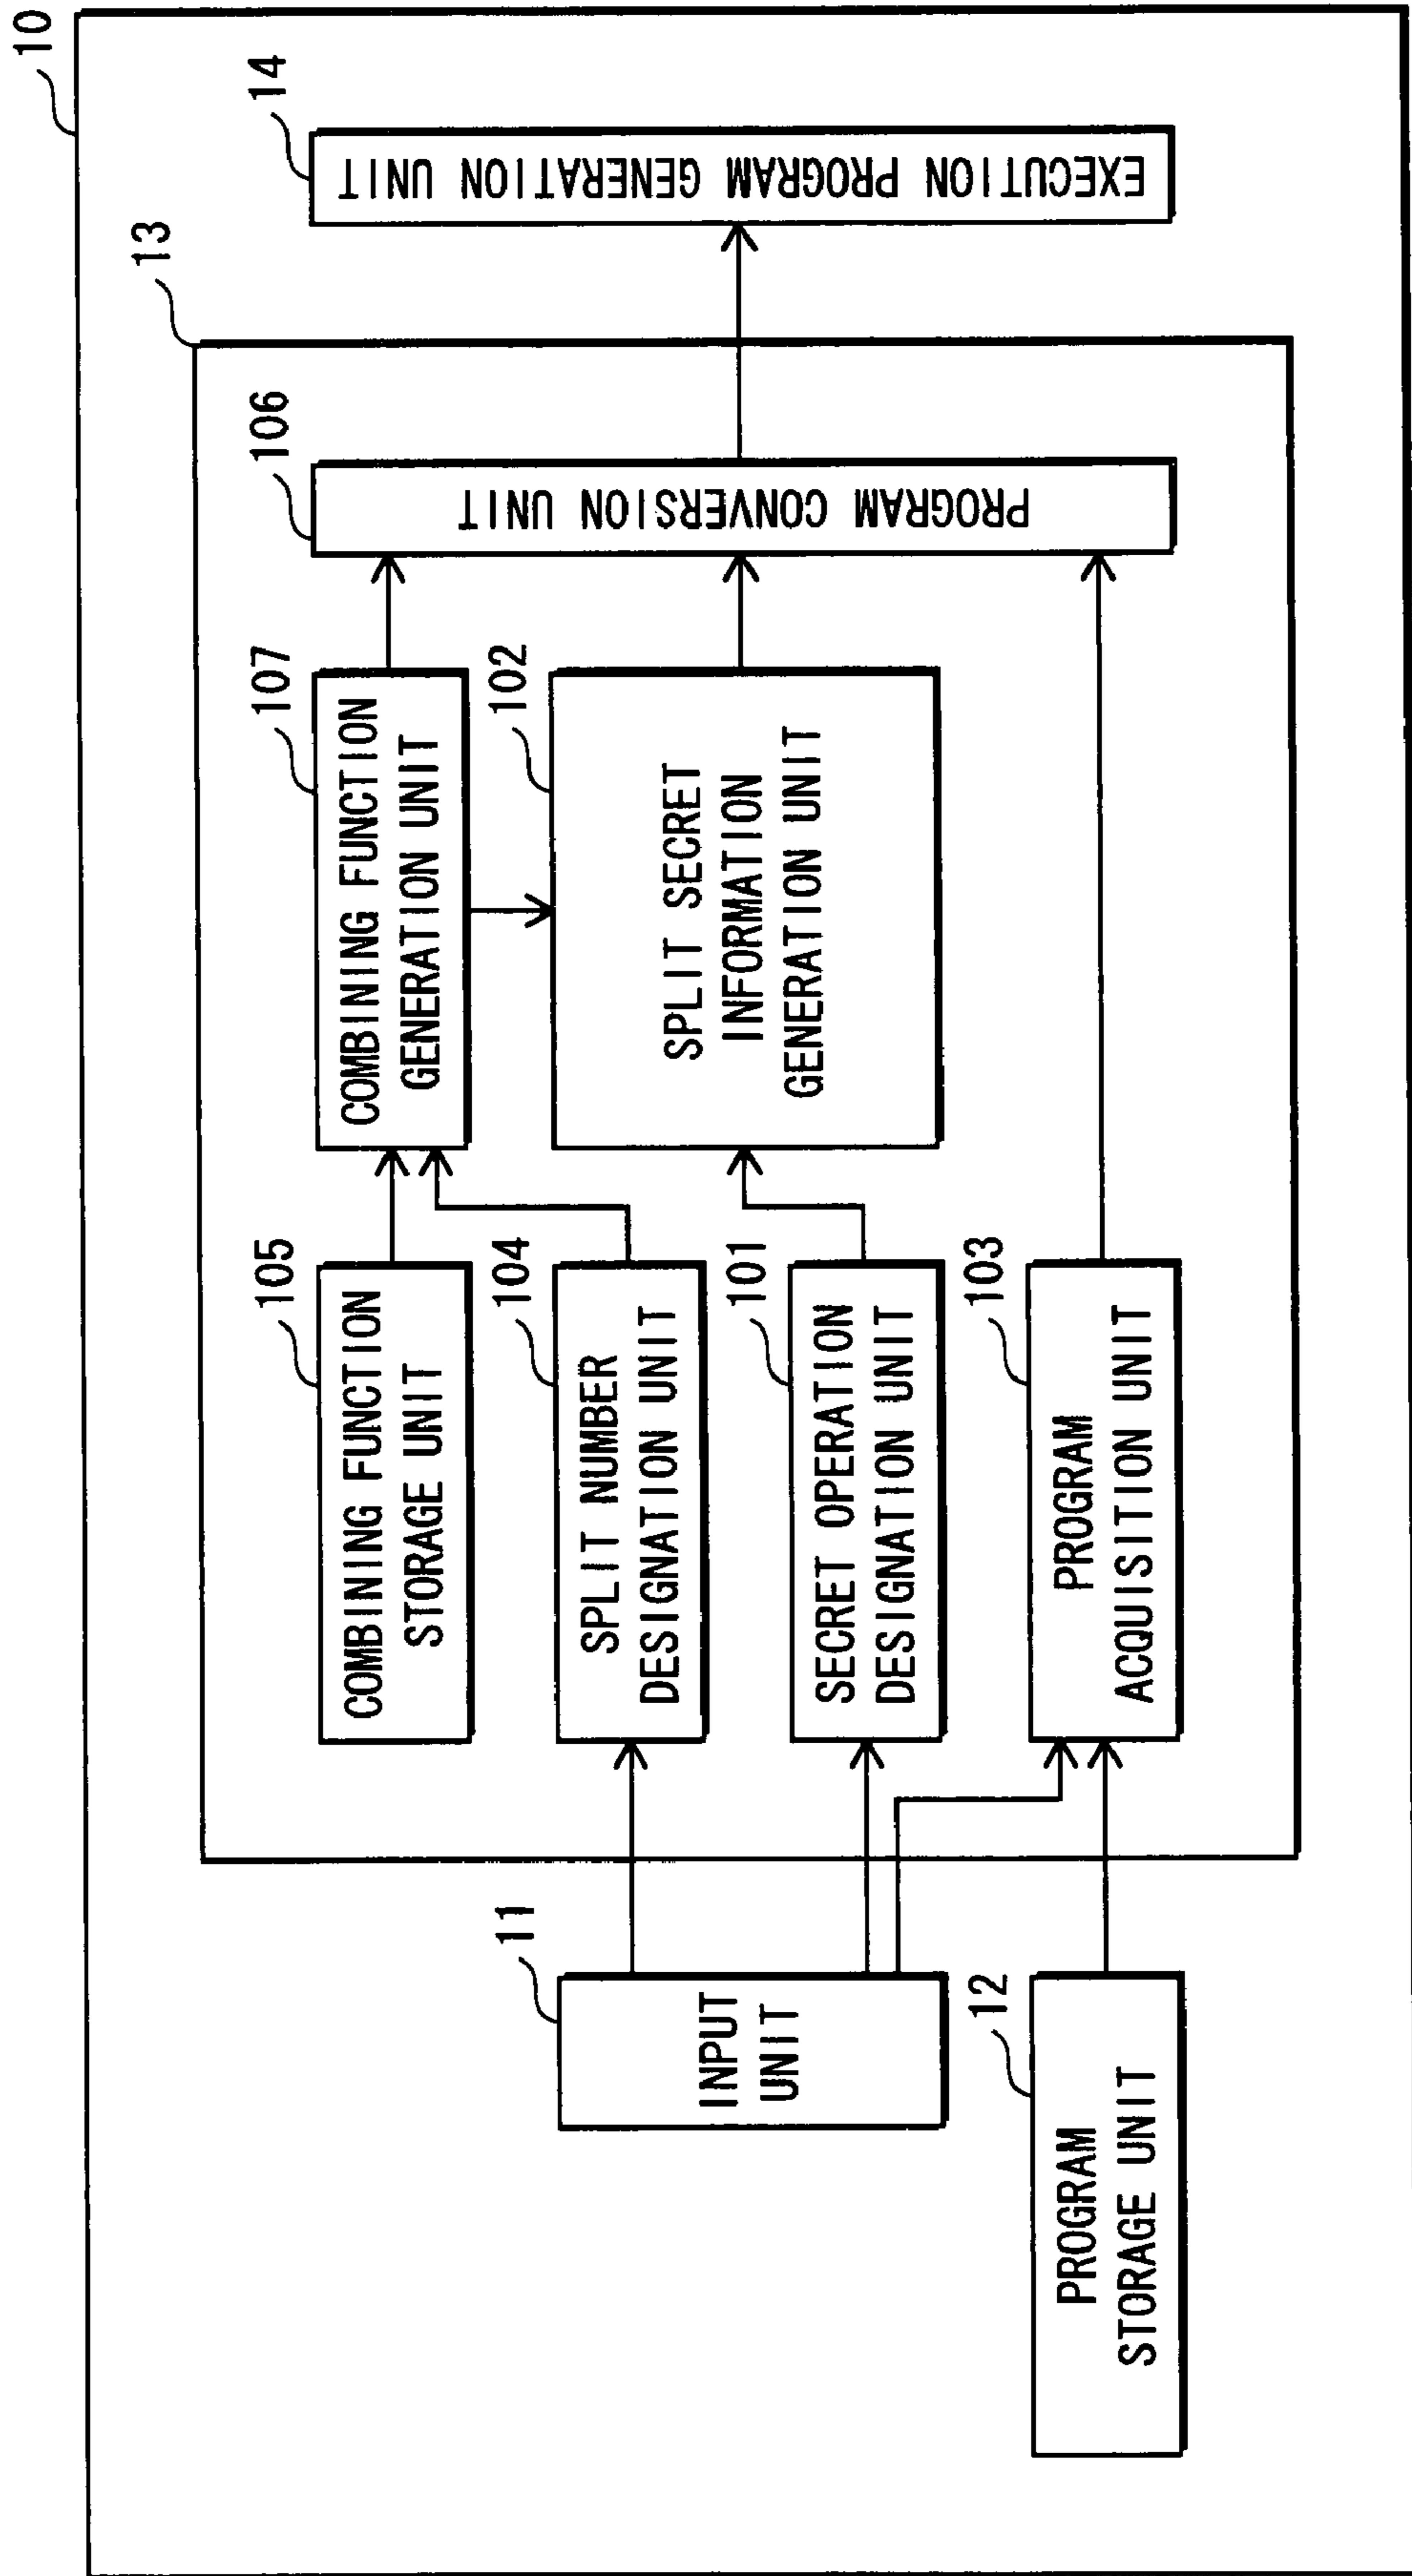 10
13
14
EXECUTION PROGRAM GENERATION UNIT
106
PROGRAM CONVERSION UNIT
107
COMBINING FUNCTION
GENERATION UNIT
102
SPLIT SECRET
INFORMATION
GENERATION UNIT
105
COMBINING FUNCTION
STORAGE UNIT
104
SPLIT NUMBER
DESIGNATION UNIT
101
SECRET OPERATION
DESIGNATION UNIT
103
PROGRAM
ACQUISITION UNIT
11
INPUT
UNIT
12
PROGRAM
STORAGE UNIT